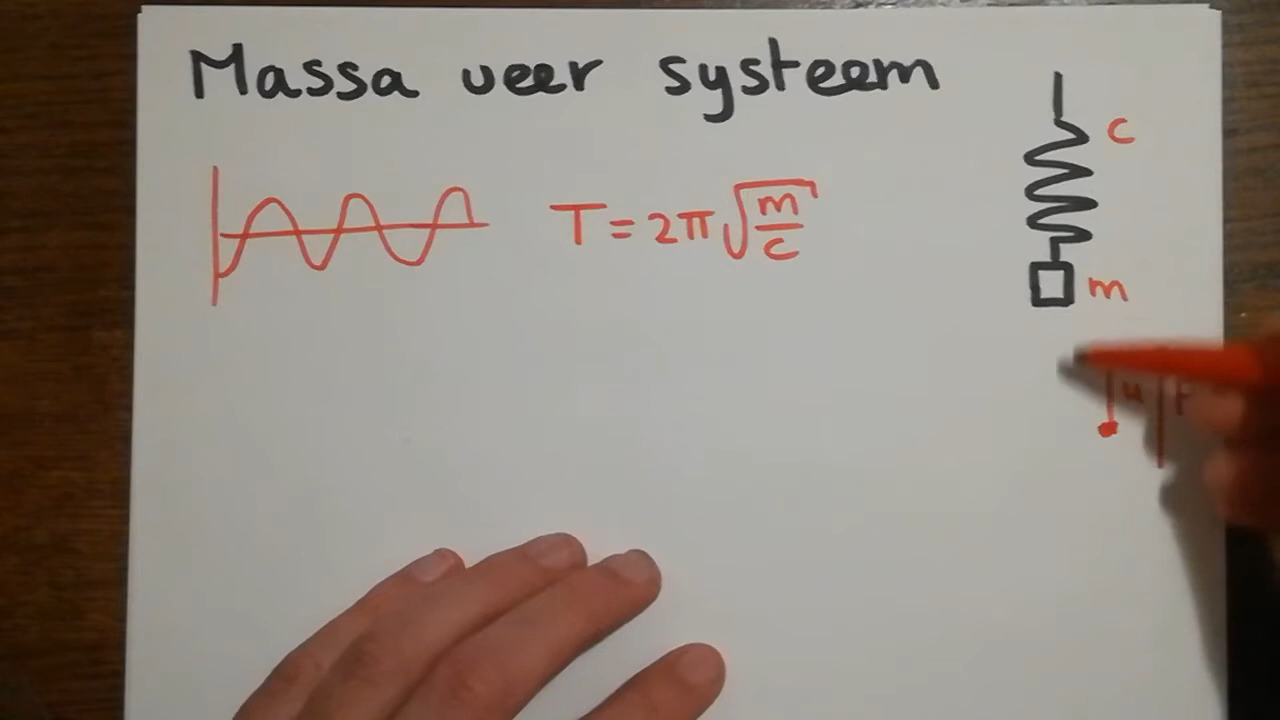 Massa veer systeem
T = 2π√(m/c)
c
m
u